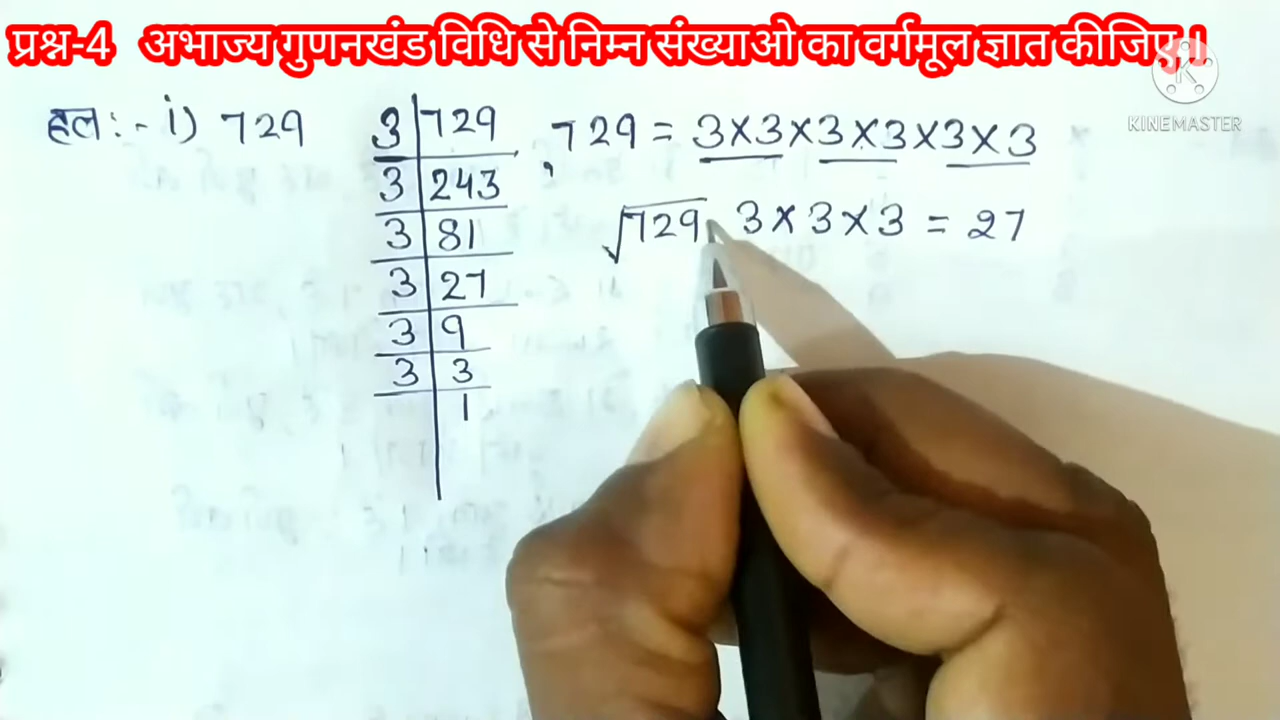 प्रश्न-4 अभाज्य गुणनखंड विधि से निम्न संख्याओ का वर्गमूल ज्ञात कीजिए ।
KINEMASTER
हल:- i) 729
3 | 729
3 | 243
3 | 81
3 | 27
3 | 9
3 | 3
1
729 = 3×3×3×3×3×3
√729 3×3×3 = 27